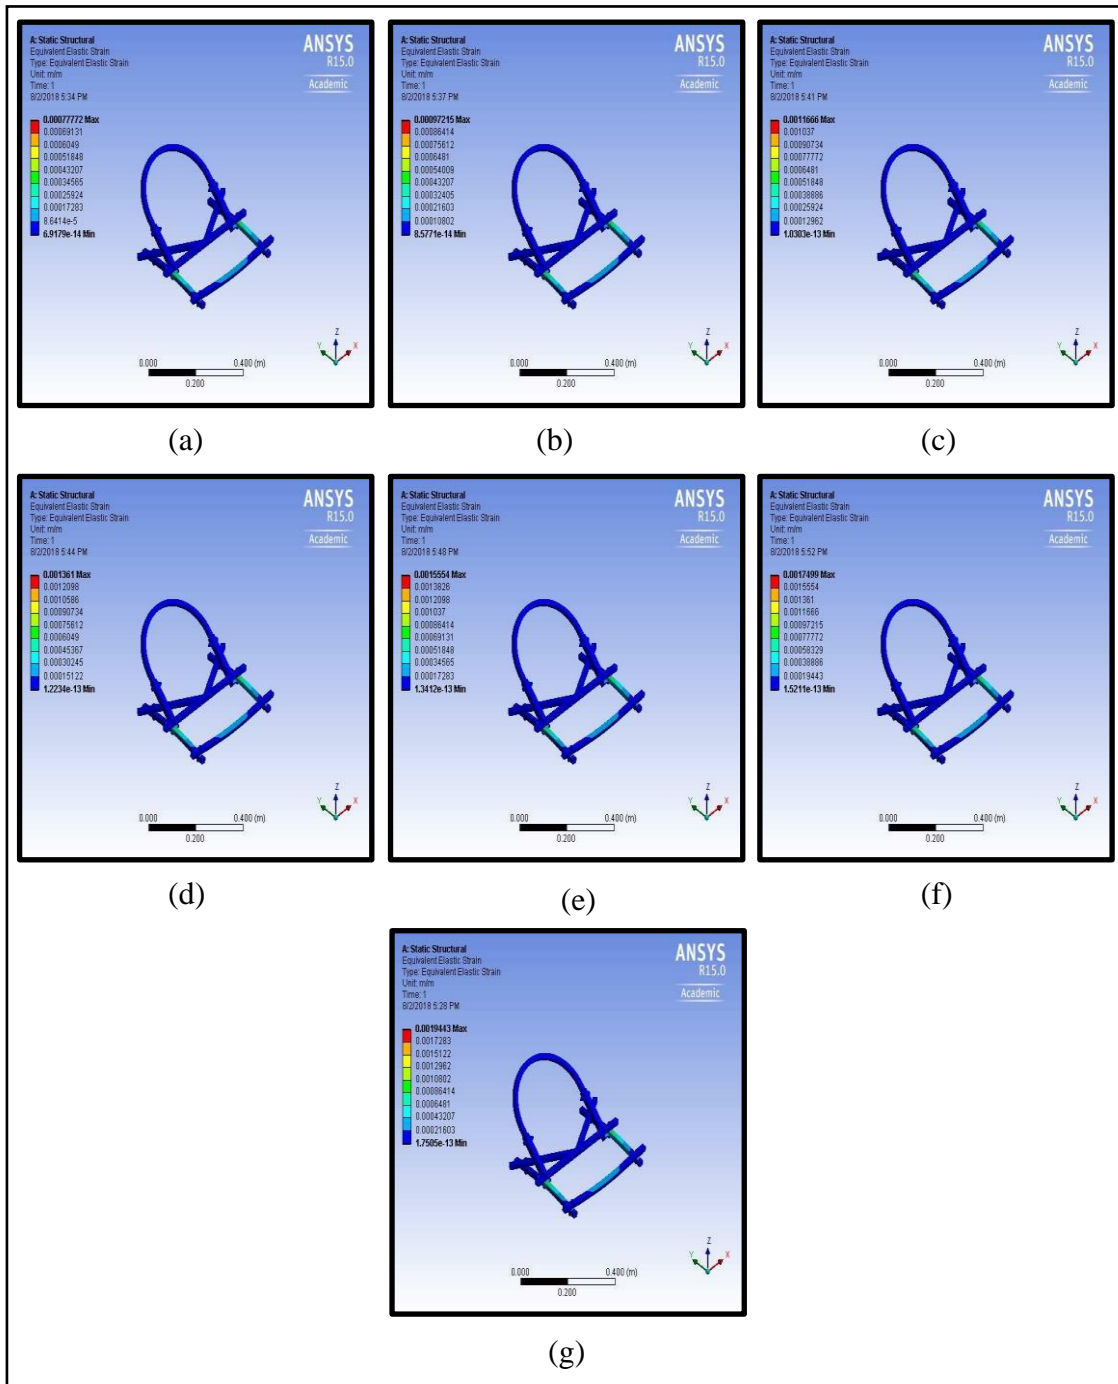 A: Static Structural
Equivalent Elastic Strain
Type: Equivalent Elastic Strain
Unit: m/m
Time: 1
8/2/2018 5:34 PM
ANSYS
R15.0
Academic
0.00077772 Max
0.00069131
0.0006049
0.00051848
0.00043207
0.00034565
0.00025924
0.00017283
8.6414e-5
6.9179e-14 Min
Z
Y
X
0.000
0.400 (m)
0.200
(a)
A: Static Structural
Equivalent Elastic Strain
Type: Equivalent Elastic Strain
Unit: m/m
Time: 1
8/2/2018 5:37 PM
ANSYS
R15.0
Academic
0.00097215 Max
0.00086414
0.00075612
0.0006481
0.00054009
0.00043207
0.00032405
0.00021603
0.00010802
8.5771e-14 Min
Z
Y
X
0.000
0.400 (m)
0.200
(b)
A: Static Structural
Equivalent Elastic Strain
Type: Equivalent Elastic Strain
Unit: m/m
Time: 1
8/2/2018 5:41 PM
ANSYS
R15.0
Academic
0.0011666 Max
0.001037
0.00090734
0.00077772
0.0006481
0.00051848
0.00038886
0.00025924
0.00012962
1.0303e-13 Min
Z
Y
X
0.000
0.400 (m)
0.200
(c)
A: Static Structural
Equivalent Elastic Strain
Type: Equivalent Elastic Strain
Unit: m/m
Time: 1
8/2/2018 5:44 PM
ANSYS
R15.0
Academic
0.001361 Max
0.0012098
0.0010586
0.00090734
0.00075612
0.0006049
0.00045367
0.00030245
0.00015122
1.2234e-13 Min
Z
Y
X
0.000
0.400 (m)
0.200
(d)
A: Static Structural
Equivalent Elastic Strain
Type: Equivalent Elastic Strain
Unit: m/m
Time: 1
8/2/2018 5:48 PM
ANSYS
R15.0
Academic
0.0015554 Max
0.0013826
0.0012098
0.001037
0.00086414
0.00069131
0.00051848
0.00034565
0.00017283
1.3412e-13 Min
Z
Y
X
0.000
0.400 (m)
0.200
(e)
A: Static Structural
Equivalent Elastic Strain
Type: Equivalent Elastic Strain
Unit: m/m
Time: 1
8/2/2018 5:52 PM
ANSYS
R15.0
Academic
0.0017499 Max
0.0015554
0.001361
0.0011666
0.00097215
0.00077772
0.00058329
0.00038886
0.00019443
1.5211e-13 Min
Z
Y
X
0.000
0.400 (m)
0.200
(f)
A: Static Structural
Equivalent Elastic Strain
Type: Equivalent Elastic Strain
Unit: m/m
Time: 1
8/2/2018 5:28 PM
ANSYS
R15.0
Academic
0.0019443 Max
0.0017283
0.0015122
0.0012962
0.0010802
0.00086414
0.0006481
0.00043207
0.00021603
1.7505e-13 Min
Z
Y
X
0.000
0.400 (m)
0.200
(g)